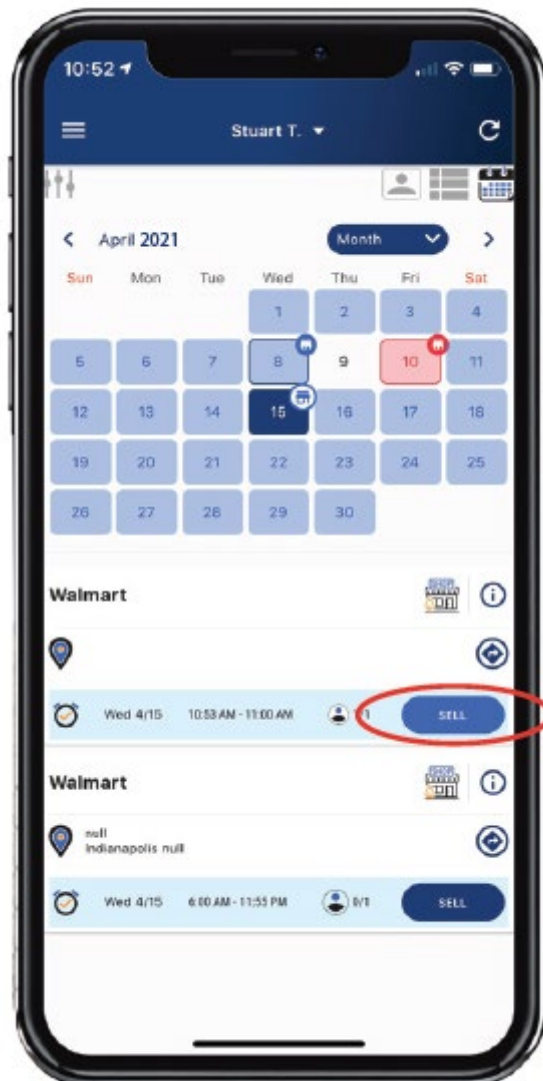 10:52
Stuart T.
April 2021
Month
Sun Mon Tue Wed Thu Fri Sat
1 2 3 4
5 6 7 8 9 10 11
12 13 14 15 16 17 18
19 20 21 22 23 24 25
26 27 28 29 30
Walmart
SHOP
Wed 4/15 10:53 AM - 11:00 AM /1 SELL
Walmart
SHOP
null
Indianapolis null
Wed 4/15 6:00 AM - 11:55 PM 0/1 SELL